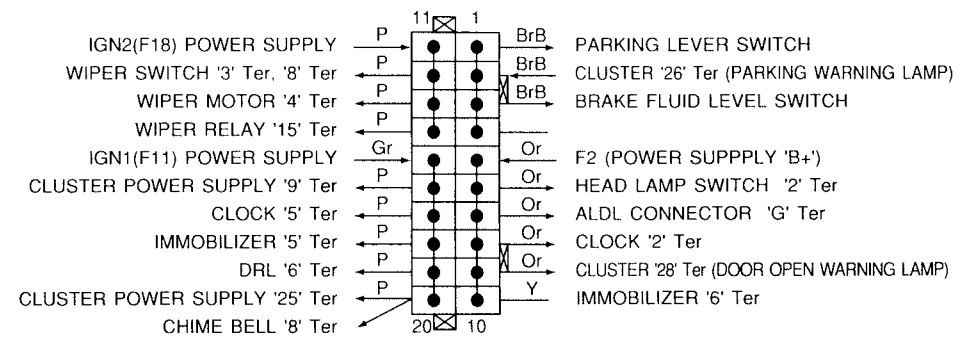 11 1
IGN2(F18) POWER SUPPLY P BrB PARKING LEVER SWITCH
WIPER SWITCH '3' Ter, '8' Ter P BrB CLUSTER '26' Ter (PARKING WARNING LAMP)
WIPER MOTOR '4' Ter P BrB BRAKE FLUID LEVEL SWITCH
WIPER RELAY '15' Ter P
IGN1(F11) POWER SUPPLY Gr Or F2 (POWER SUPPPLY 'B+')
CLUSTER POWER SUPPLY '9' Ter P Or HEAD LAMP SWITCH '2' Ter
CLOCK '5' Ter P Or ALDL CONNECTOR 'G' Ter
IMMOBILIZER '5' Ter P Or CLOCK '2' Ter
DRL '6' Ter P Or CLUSTER '28' Ter (DOOR OPEN WARNING LAMP)
CLUSTER POWER SUPPLY '25' Ter P Y IMMOBILIZER '6' Ter
CHIME BELL '8' Ter 20 10